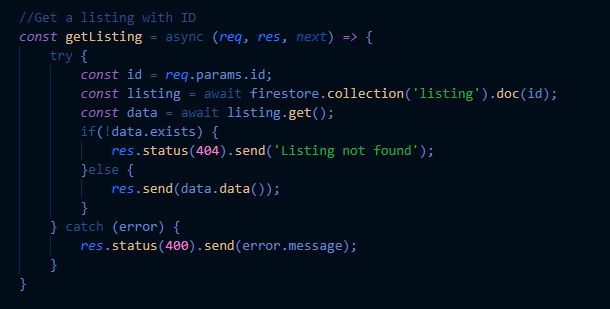 //Get a listing with ID
const getListing = async (req, res, next) => {
    try {
        const id = req.params.id;
        const listing = await firestore.collection('listing').doc(id);
        const data = await listing.get();
        if(!data.exists) {
            res.status(404).send('Listing not found');
        }else {
            res.send(data.data());
        }
    } catch (error) {
        res.status(400).send(error.message);
    }
}